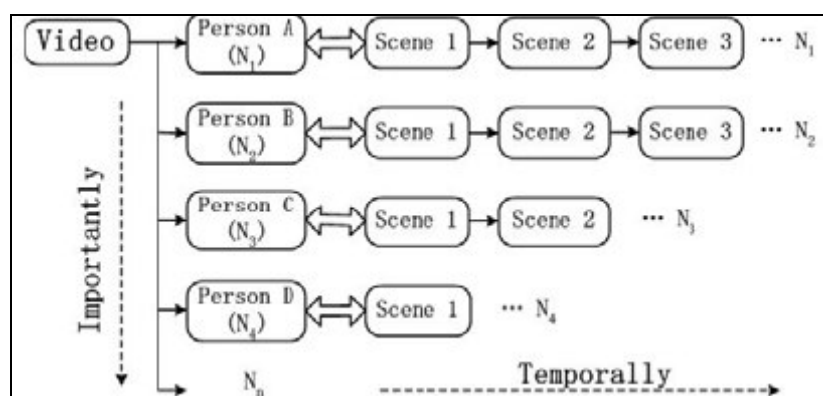 Video
Person A
(N₁)
Scene 1
Scene 2
Scene 3
··· N₁
Person B
(N₂)
Scene 1
Scene 2
Scene 3
··· N₂
Person C
(N₃)
Scene 1
Scene 2
··· N₃
Person D
(N₄)
Scene 1
··· N₄
Nₙ
Importantly
Temporally